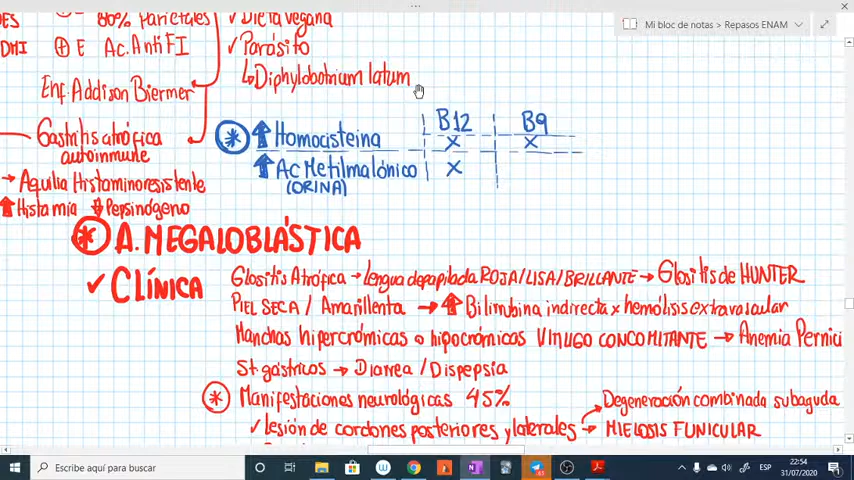 80% parietales
DMI ⊕ E Ac. Anti FI
Enf. Addison Biermer
Gastritis atrófica
autoinmune
→ Aquilia Histaminoresistente
↑ Histamia ↓ Pepsinógeno
✓ Dieta vegana
✓ Parásito
↳ Diphylobotrium latum
B12 B9
* ↑ Homocisteina X X
↑ Ac Metilmalónico X
(ORINA)
* A. MEGALOBLÁSTICA
✓ CLÍNICA
Glositis Atrófica → Lengua depapilada ROJA/LISA/BRILLANTE → Glositis de HUNTER
PIEL SECA / Amarillenta → ↑ Bilirrubina indirecta x hemólisis extravascular
Manchas hipercrómicas o hipocrómicas VITILIGO CONCOMITANTE → Anemia Pernici
St. gástricos → Diarrea / Dispepsia
* Manifestaciones neurológicas 45%
✓ Lesión de cordones posteriores y laterales → Degeneración combinada subaguda
→ MIELOSIS FUNICULAR
Mi bloc de notas » Repasos ENAM
Escribe aquí para buscar
ESP
22:54
31/07/2020